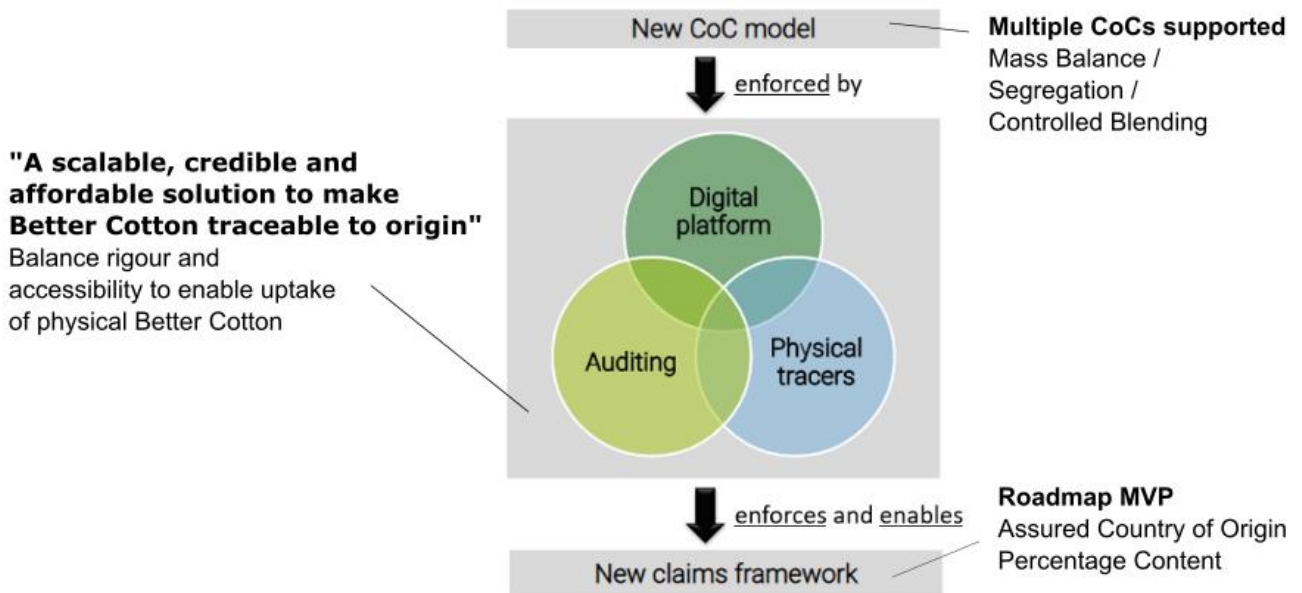 New CoC model
Multiple CoCs supported
Mass Balance /
Segregation /
Controlled Blending
enforced by
"A scalable, credible and
affordable solution to make
Better Cotton traceable to origin"
Balance rigour and
accessibility to enable uptake
of physical Better Cotton
Digital
platform
Auditing
Physical
tracers
enforces and enables
Roadmap MVP
Assured Country of Origin
Percentage Content
New claims framework